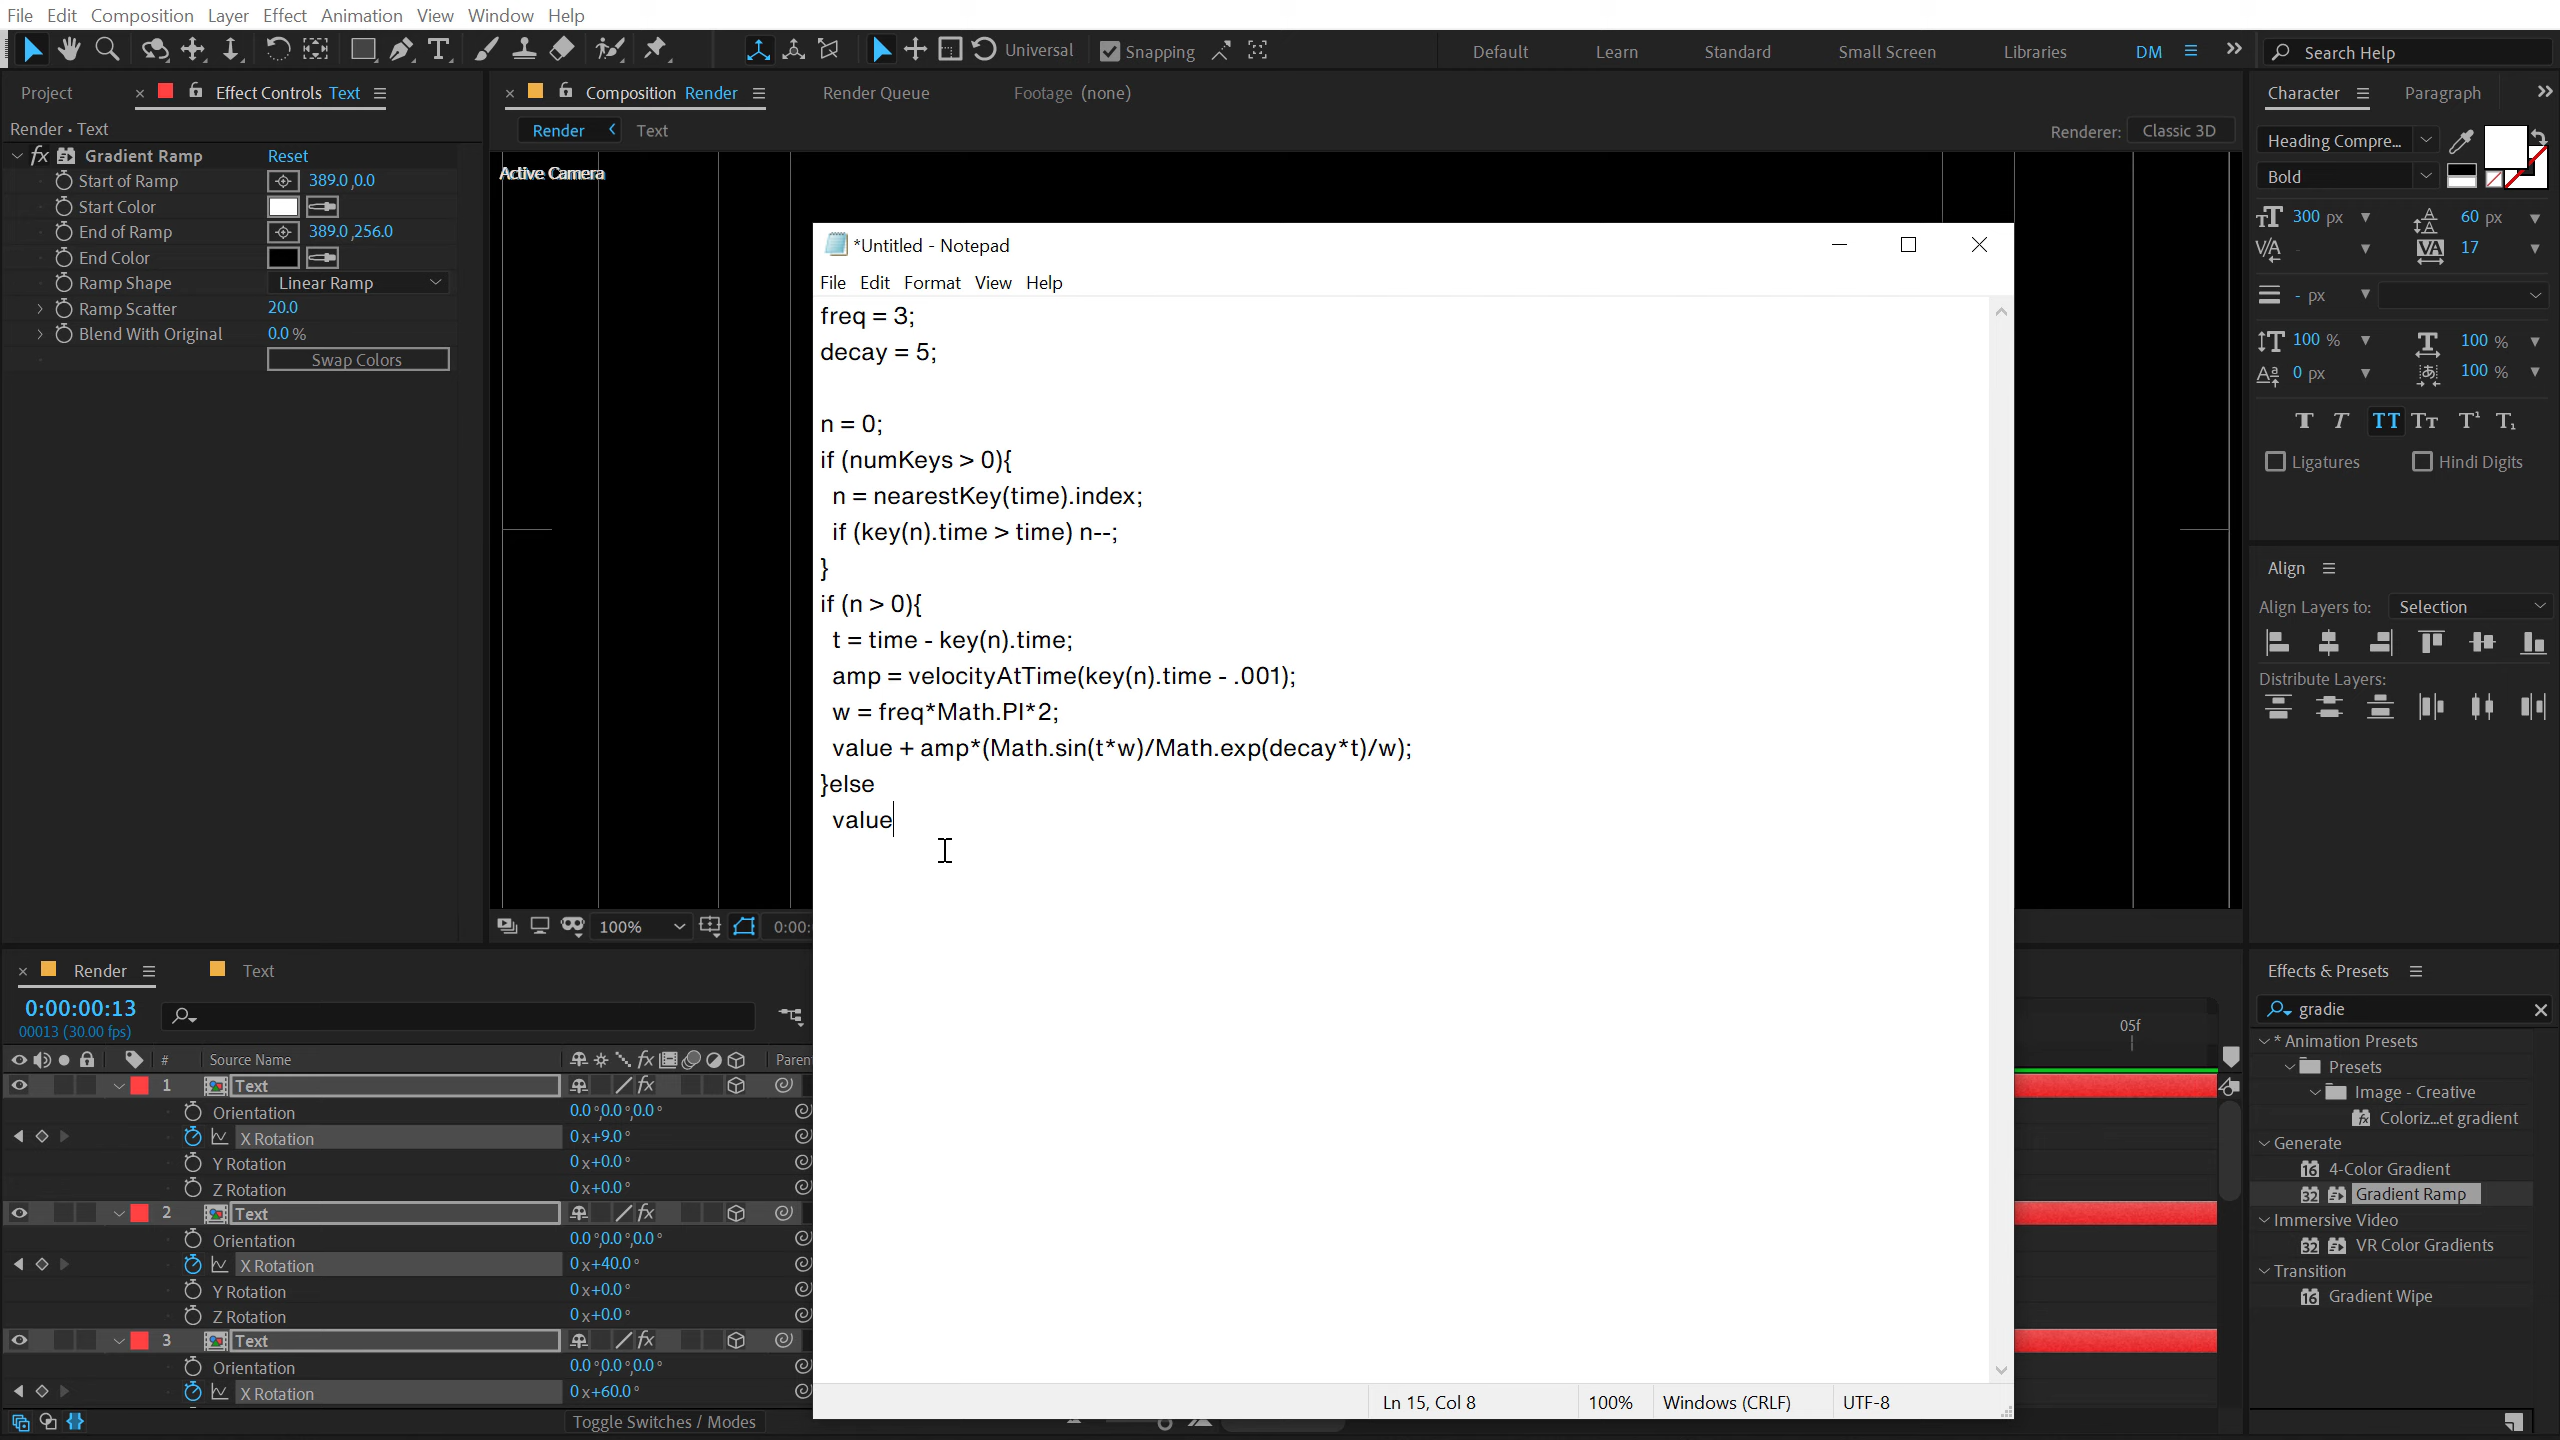 File Edit Composition Layer Effect Animation View Window Help
Universal Snapping Default Learn Standard Small Screen Libraries DM Search Help
Project Effect Controls Text Composition Render Render Queue Footage (none) Character Paragraph
Render • Text
Render Text Renderer: Classic 3D
Active Camera
fx Gradient Ramp Reset
Start of Ramp 389.0 ,0.0
Start Color
End of Ramp 389.0 ,256.0
End Color
Ramp Shape Linear Ramp
Ramp Scatter 20.0
Blend With Original 0.0 %
Swap Colors
*Untitled - Notepad
File Edit Format View Help
freq = 3;
decay = 5;
n = 0;
if (numKeys > 0){
n = nearestKey(time).index;
if (key(n).time > time) n--;
}
if (n > 0){
t = time - key(n).time;
amp = velocityAtTime(key(n).time - .001);
w = freq*Math.PI*2;
value + amp*(Math.sin(t*w)/Math.exp(decay*t)/w);
}else
value
Ln 15, Col 8 100% Windows (CRLF) UTF-8
Heading Compre...
Bold
300 px 60 px
- 17
- px
100 % 100 %
0 px 100 %
Ligatures Hindi Digits
Align
Align Layers to: Selection
Distribute Layers:
100% 0:00:
Render Text
0:00:00:13
00013 (30.00 fps)
# Source Name Paren
05f
1 Text
Orientation 0.0 °,0.0 °,0.0 °
X Rotation 0 x+9.0 °
Y Rotation 0 x+0.0 °
Z Rotation 0 x+0.0 °
2 Text
Orientation 0.0 °,0.0 °,0.0 °
X Rotation 0 x+40.0 °
Y Rotation 0 x+0.0 °
Z Rotation 0 x+0.0 °
3 Text
Orientation 0.0 °,0.0 °,0.0 °
X Rotation 0 x+60.0 °
Toggle Switches / Modes
Effects & Presets
gradie
* Animation Presets
Presets
Image - Creative
Coloriz...et gradient
Generate
4-Color Gradient
Gradient Ramp
Immersive Video
VR Color Gradients
Transition
Gradient Wipe